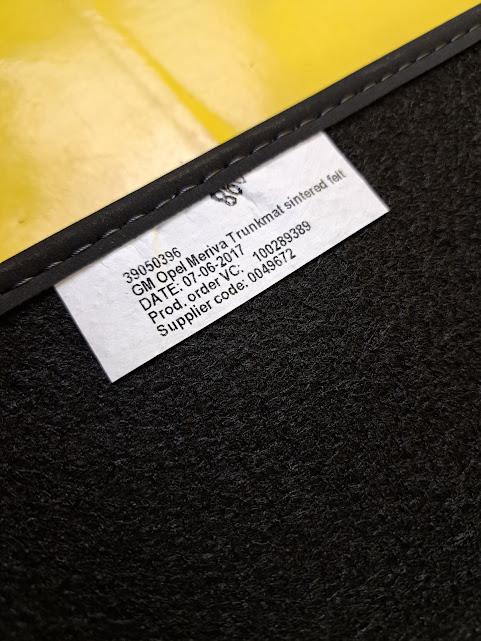 39050396
GM Opel Meriva Trunkmat sintered felt
DATE: 07-06-2017
Prod. order VC: 100289389
Supplier code: 0049672